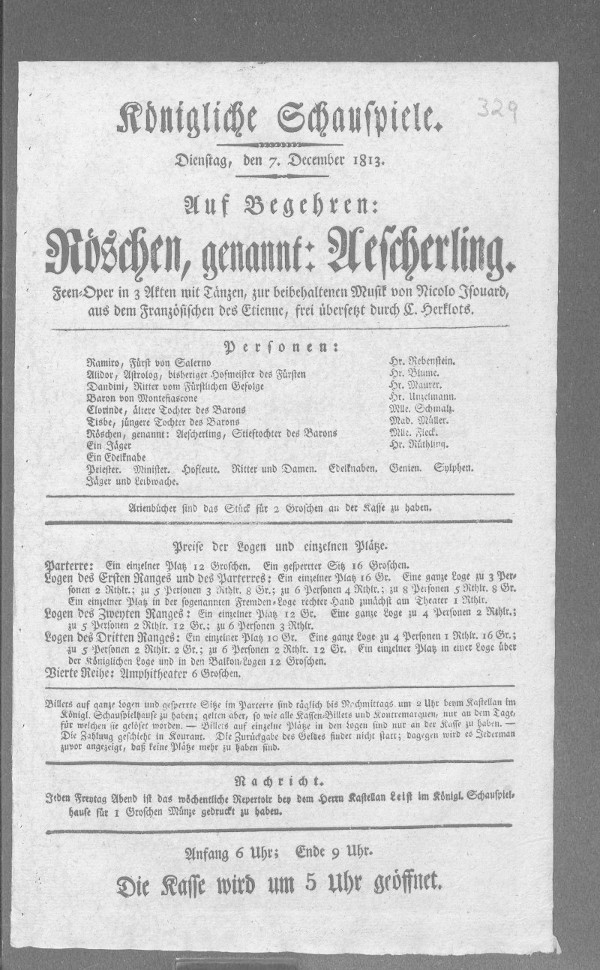 329
Königliche Schauspiele.
Dienstag, den 7. December 1813.
Auf Begehren:
Röschen, genannt: Aescherling.
Feen-Oper in 3 Akten mit Tänzen, zur beibehaltenen Musik von Nicolo Isouard,
aus dem Französischen des Etienne, frei übersetzt durch C. Herklots.
Personen:
Ramiro, Fürst von Salerno Hr. Rebenstein.
Alidor, Astrolog, bisheriger Hofmeister des Fürsten Hr. Blume.
Dandini, Ritter vom Fürstlichen Gefolge Hr. Maurer.
Baron von Montefiascone Hr. Unzelmann.
Clorinde, ältere Tochter des Barons Mlle. Schmalz.
Tisbe, jüngere Tochter des Barons Mad. Müller.
Röschen, genannt: Aescherling, Stieftochter des Barons Mlle. Fleck.
Ein Jäger Hr. Rüthling.
Ein Edelknabe
Priester. Minister. Hofleute. Ritter und Damen. Edelknaben. Genien. Sylphen.
Jäger und Leibwache.
Arienbücher sind das Stück für 2 Groschen an der Kasse zu haben.
Preise der Logen und einzelnen Plätze.
Parterre: Ein einzelner Platz 12 Groschen. Ein gesperrter Sitz 16 Groschen.
Logen des Ersten Ranges und des Parterres: Ein einzelner Platz 16 Gr. Eine ganze Loge zu 3 Per-
sonen 2 Rthlr.; zu 5 Personen 3 Rthlr. 8 Gr.; zu 6 Personen 4 Rthlr.; zu 8 Personen 5 Rthlr. 8 Gr.
Ein einzelner Platz in der sogenannten Fremden-Loge rechter Hand zunächst am Theater 1 Rthlr.
Logen des Zweyten Ranges: Ein einzelner Platz 12 Gr. Eine ganze Loge zu 4 Personen 2 Rthlr.;
zu 5 Personen 2 Rthlr. 12 Gr.; zu 6 Personen 3 Rthlr.
Logen des Dritten Ranges: Ein einzelner Platz 10 Gr. Eine ganze Loge zu 4 Personen 1 Rthlr. 16 Gr.;
zu 5 Personen 2 Rthlr. 2 Gr.; zu 6 Personen 2 Rthlr. 12 Gr. Ein einzelner Platz in einer Loge über
der Königlichen Loge und in den Balkon-Logen 12 Groschen.
Vierte Reihe: Amphitheater 6 Groschen.
Billets auf ganze Logen und gesperrte Sitze im Parterre sind täglich bis Nachmittags um 2 Uhr beym Kastellan im
Königl. Schauspielhause zu haben; gelten aber, so wie alle Kassen-Billets und Kontremarquen, nur an dem Tage,
für welchen sie gelöset worden. — Billets auf einzelne Plätze in den Logen sind nur an der Kasse zu haben. —
Die Zahlung geschieht in Kourant. Die Zurückgabe des Geldes findet nicht statt; dagegen wird es Jederman
zuvor angezeigt, daß keine Plätze mehr zu haben sind.
Nachricht.
Jeden Freytag Abend ist das wöchentliche Repertoir bey dem Herrn Kastellan Leist im Königl. Schauspiel-
hause für 1 Groschen Münze gedruckt zu haben.
Anfang 6 Uhr; Ende 9 Uhr.
Die Kasse wird um 5 Uhr geöffnet.